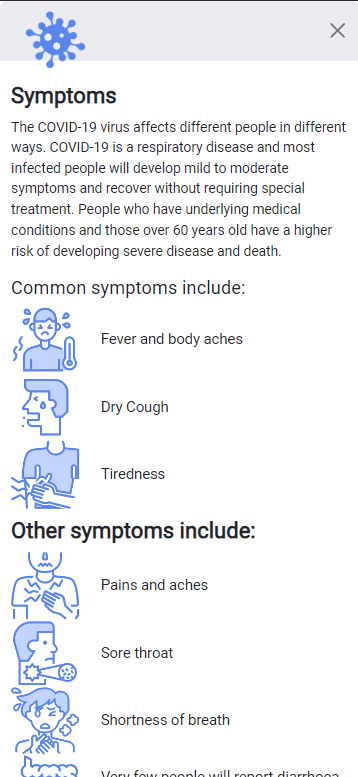 Symptoms
The COVID-19 virus affects different people in different
ways. COVID-19 is a respiratory disease and most
infected people will develop mild to moderate
symptoms and recover without requiring special
treatment. People who have underlying medical
conditions and those over 60 years old have a higher
risk of developing severe disease and death.
Common symptoms include:
Fever and body aches
Dry Cough
Tiredness
Other symptoms include:
Pains and aches
Sore throat
Shortness of breath
Very few people will report diarrhoea